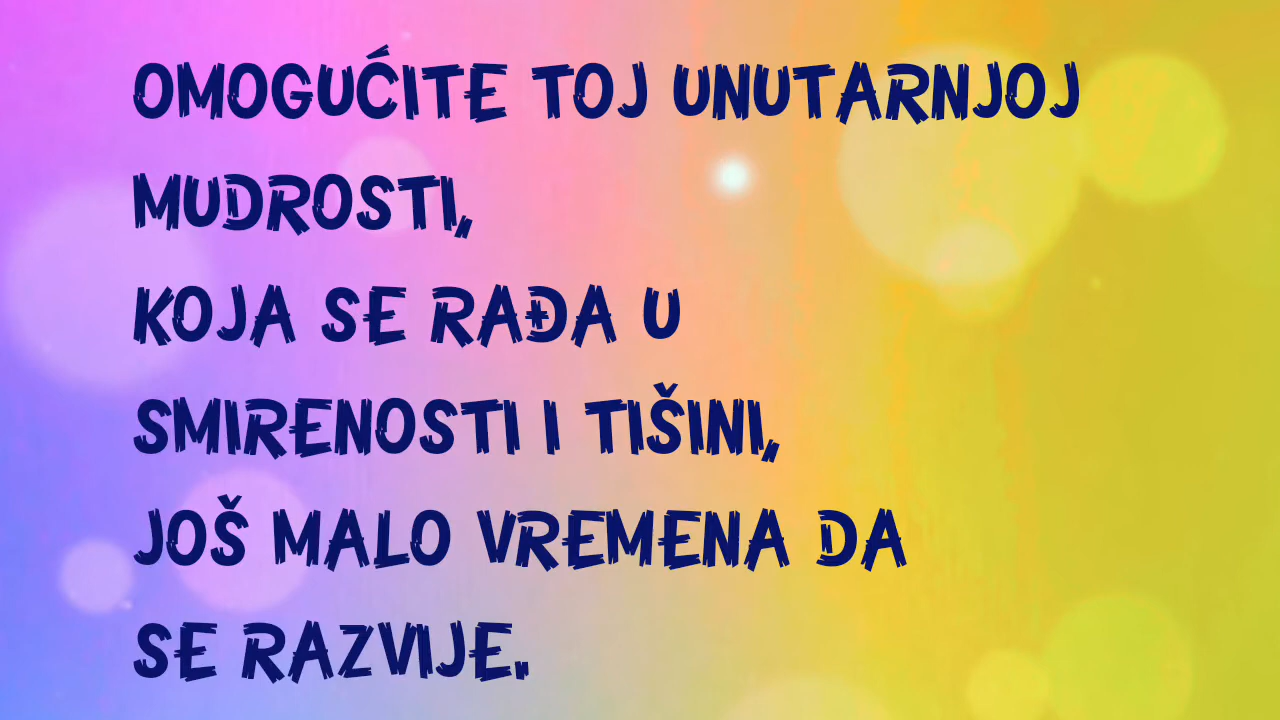 OMOGUĆITE TOJ UNUTARNJOJ
MUDROSTI,
KOJA SE RAĐA U
SMIRENOSTI I TIŠINI,
JOŠ MALO VREMENA DA
SE RAZVIJE.